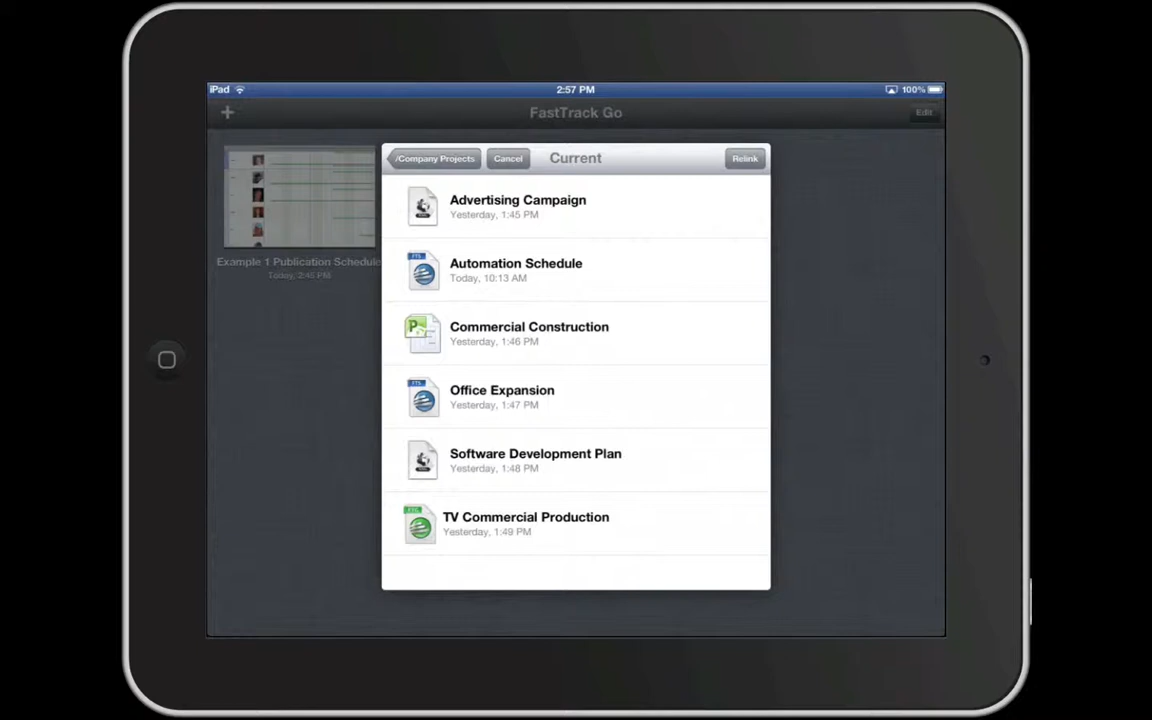 iPad
2:57 PM
100%
+
FastTrack Go
Edit
/Company Projects
Cancel
Current
Relink
Advertising Campaign
Yesterday, 1:45 PM
FTS
Automation Schedule
Today, 10:13 AM
P
Commercial Construction
Yesterday, 1:46 PM
FTS
Office Expansion
Yesterday, 1:47 PM
Software Development Plan
Yesterday, 1:48 PM
TV Commercial Production
Yesterday, 1:49 PM
Example 1 Publication Schedule
Today, 2:45 PM